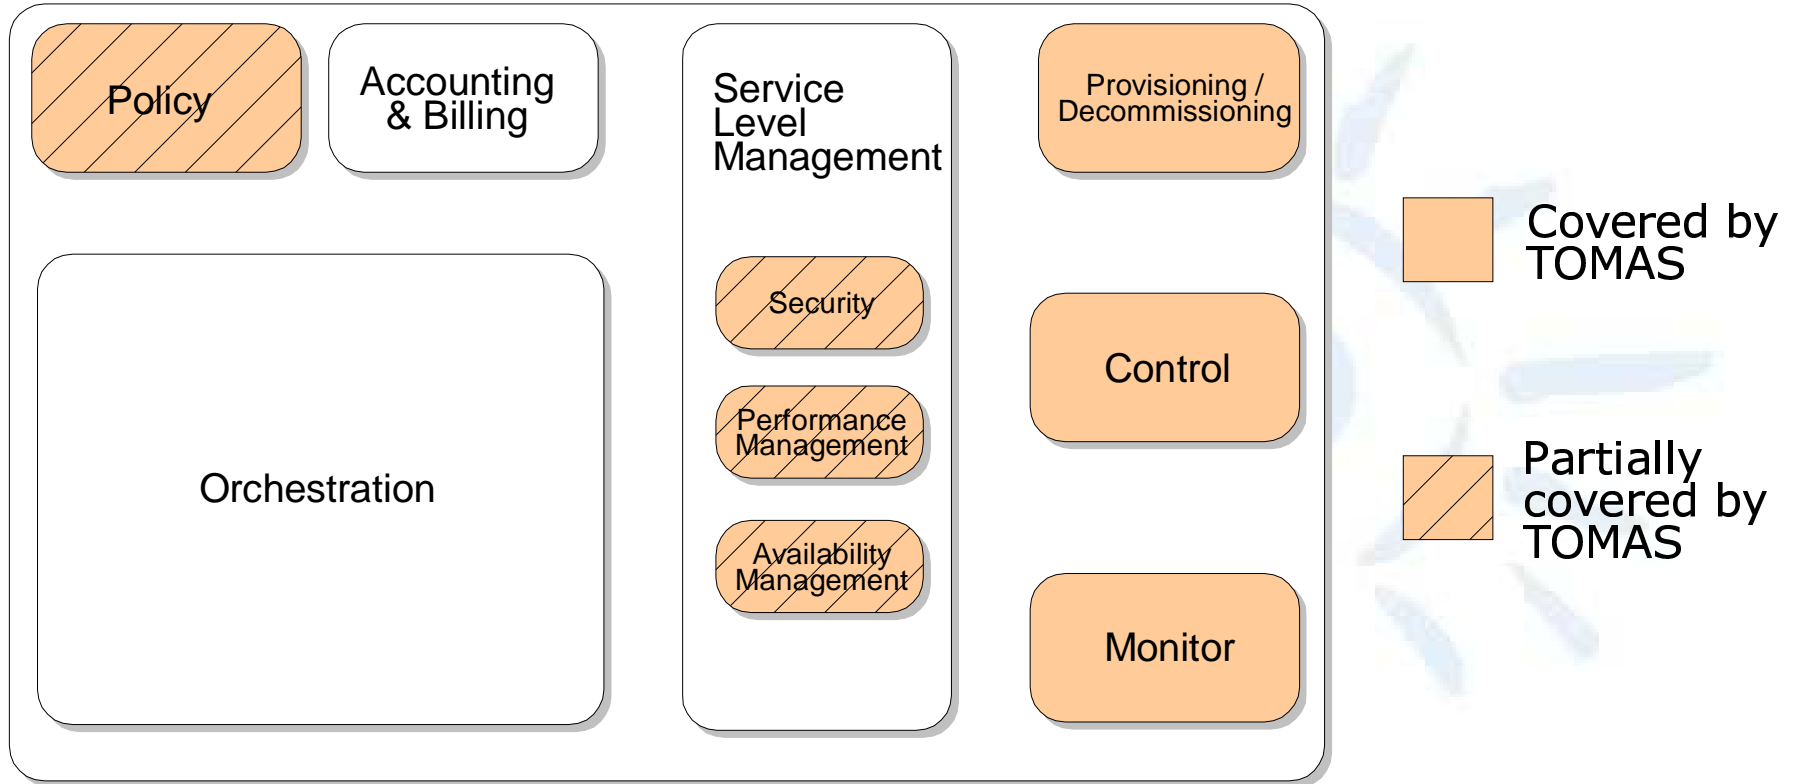 Policy
Accounting
& Billing
Service
Level
Management
Provisioning /
Decommissioning
Covered by
TOMAS
Security
Control
Performance
Management
Partially
covered by
TOMAS
Orchestration
Availability
Management
Monitor